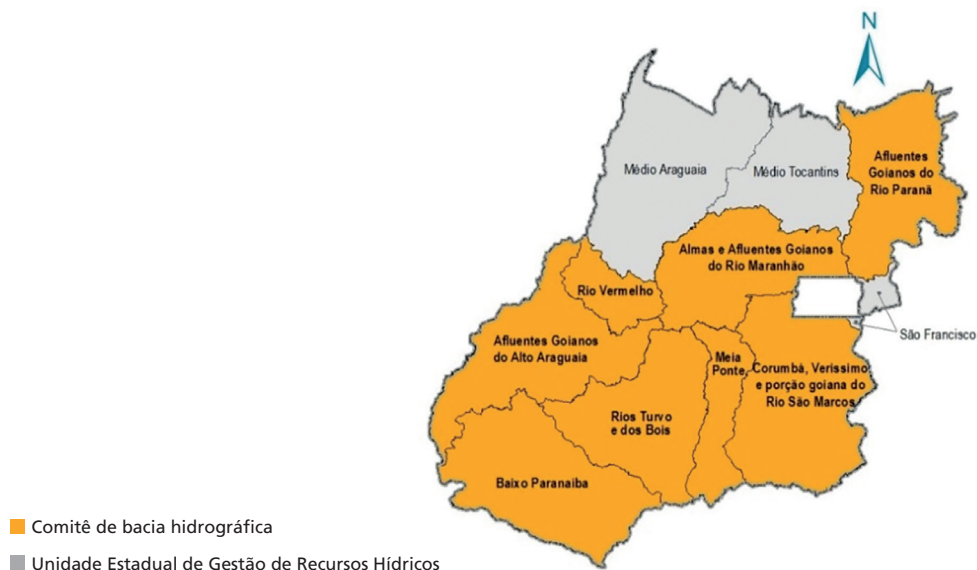 N
Afluentes
Goianos do
Rio Paranã
Médio Araguaia
Médio Tocantins
Almas e Afluentes Goianos
do Rio Maranhão
Rio Vermelho
São Francisco
Afluentes Goianos
do Alto Araguaia
Meia
Ponte
Corumbá, Veríssimo
e porção goiana do
Rio São Marcos
Rios Turvo
e dos Bois
Baixo Paranaiba
Comitê de bacia hidrográfica
Unidade Estadual de Gestão de Recursos Hídricos